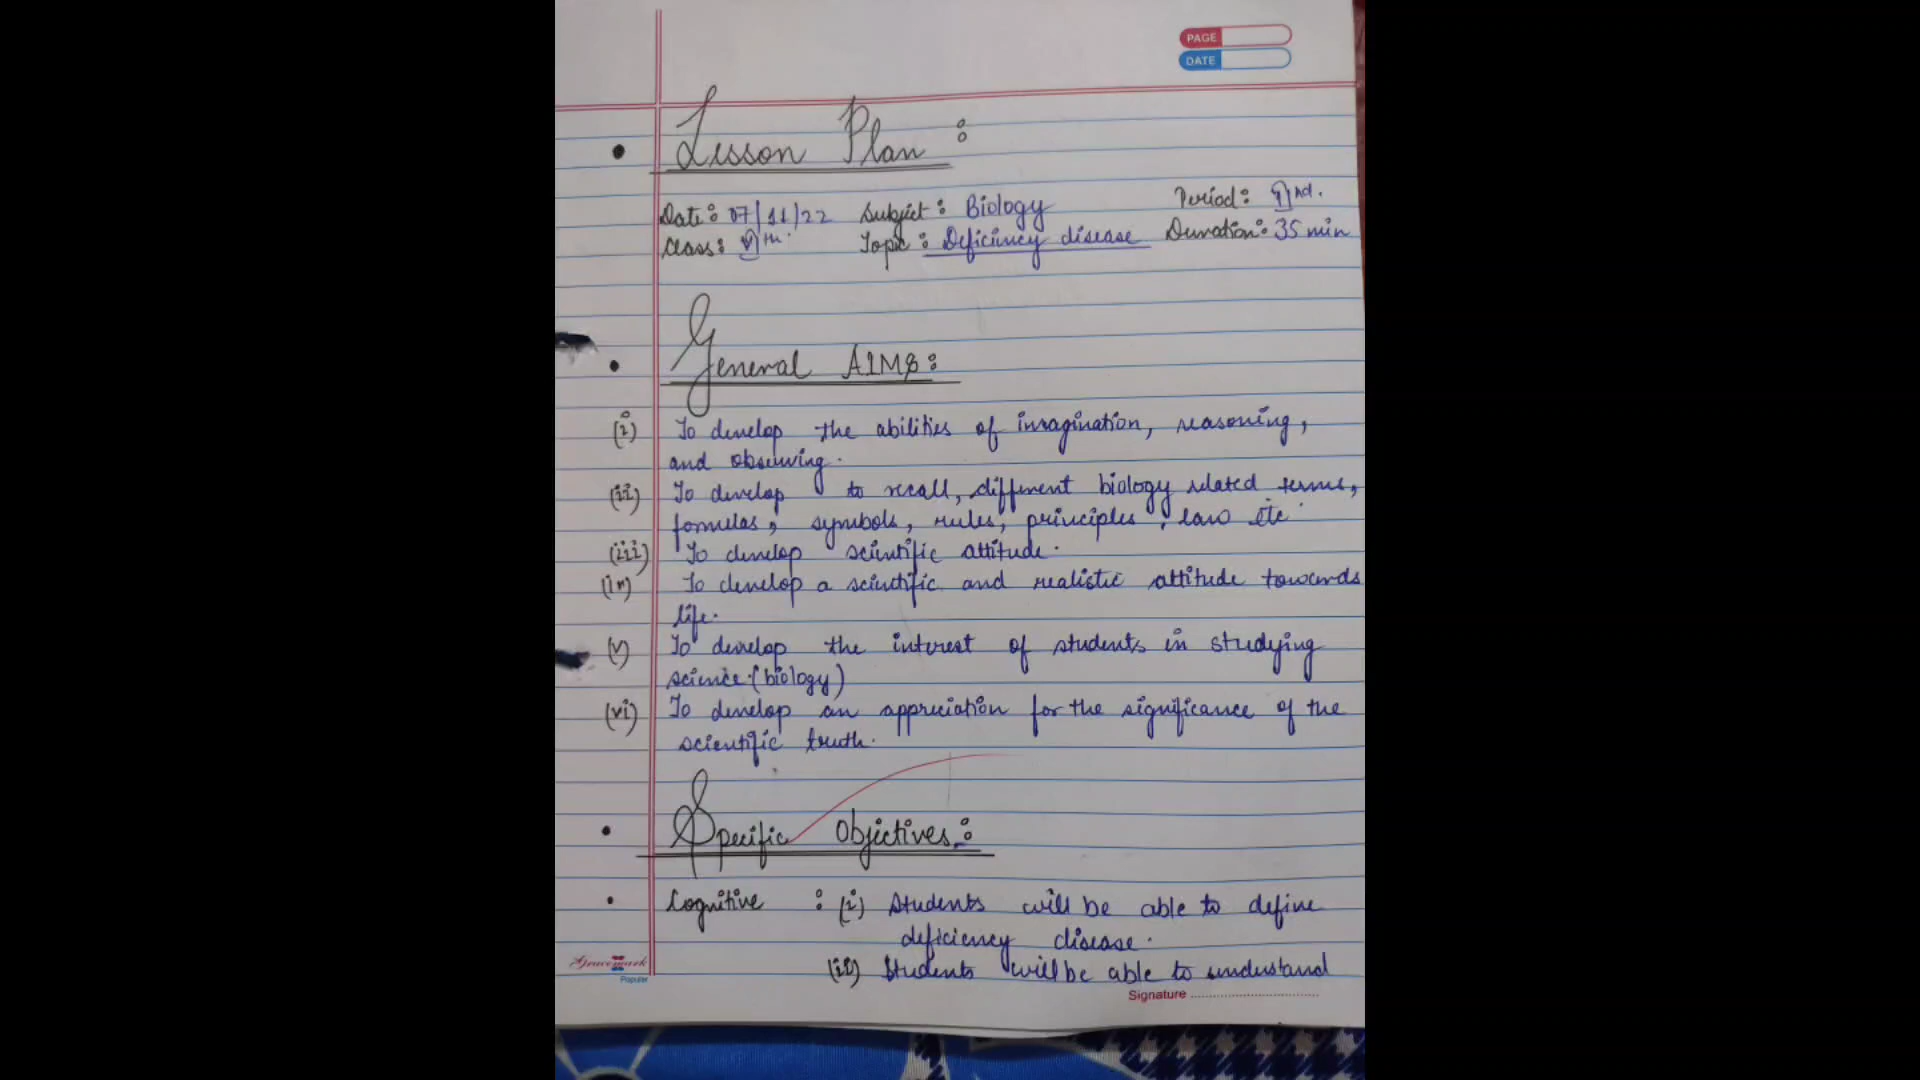 PAGE
DATE
Lesson Plan :
Date : 07/11/22 Subject : Biology Period : nd.
Class : th. Topic : Deficiency disease Duration : 35 min
General AIMS :
(i) To develop the abilities of imagination, reasoning,
and observing.
(ii) To develop to recall, different biology related terms,
formulas, symbols, rules, principles, law etc
(iii) To develop scientific attitude.
(iv) To develop a scientific and realistic attitude towards
life.
(v) To develop the interest of students in studying
science. (biology)
(vi) To develop an appreciation for the significance of the
scientific truth.
Specific Objectives :
Cognitive : (i) Students will be able to define
deficiency disease.
(ii) Students will be able to understand
Gracemark
Popular
Signature